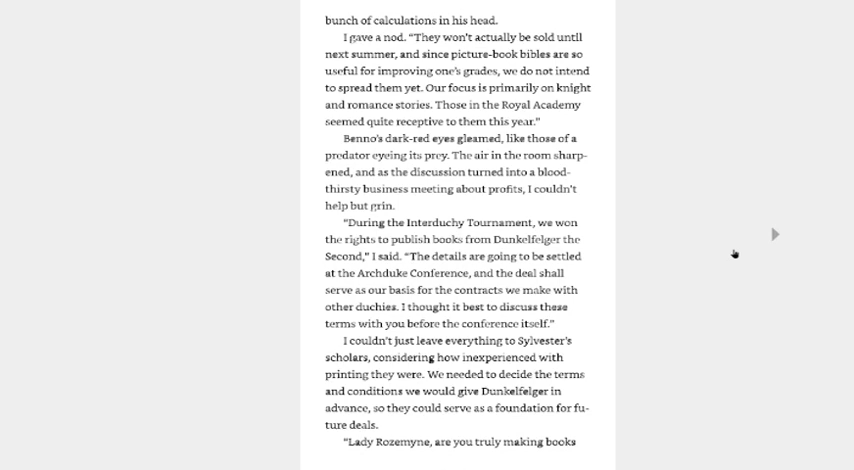 bunch of calculations in his head.
I gave a nod. “They won’t actually be sold until
next summer, and since picture-book bibles are so
useful for improving one’s grades, we do not intend
to spread them yet. Our focus is primarily on knight
and romance stories. Those in the Royal Academy
seemed quite receptive to them this year.”
Benno’s dark-red eyes gleamed, like those of a
predator eyeing its prey. The air in the room sharp-
ened, and as the discussion turned into a blood-
thirsty business meeting about profits, I couldn’t
help but grin.
“During the Interduchy Tournament, we won
the rights to publish books from Dunkelfelger the
Second,” I said. “The details are going to be settled
at the Archduke Conference, and the deal shall
serve as our basis for the contracts we make with
other duchies. I thought it best to discuss these
terms with you before the conference itself.”
I couldn’t just leave everything to Sylvester’s
scholars, considering how inexperienced with
printing they were. We needed to decide the terms
and conditions we would give Dunkelfelger in
advance, so they could serve as a foundation for fu-
ture deals.
“Lady Rozemyne, are you truly making books